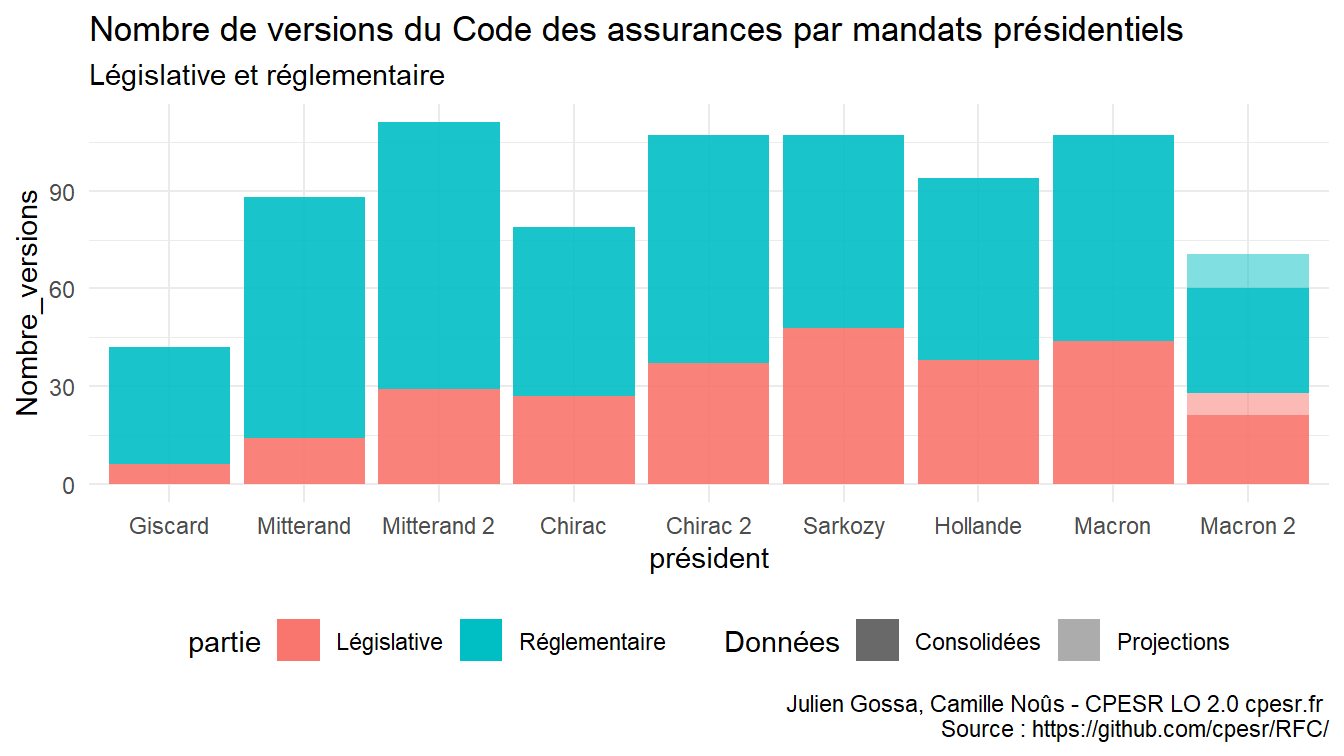 Nombre de versions du Code des assurances par mandats présidentiels
Législative et réglementaire
Nombre_versions
90
60
30
0
Giscard Mitterand Mitterand 2 Chirac Chirac 2 Sarkozy Hollande Macron Macron 2
président
partie Législative Réglementaire Données Consolidées Projections
Julien Gossa, Camille Noûs - CPESR LO 2.0 cpesr.fr
Source : https://github.com/cpesr/RFC/